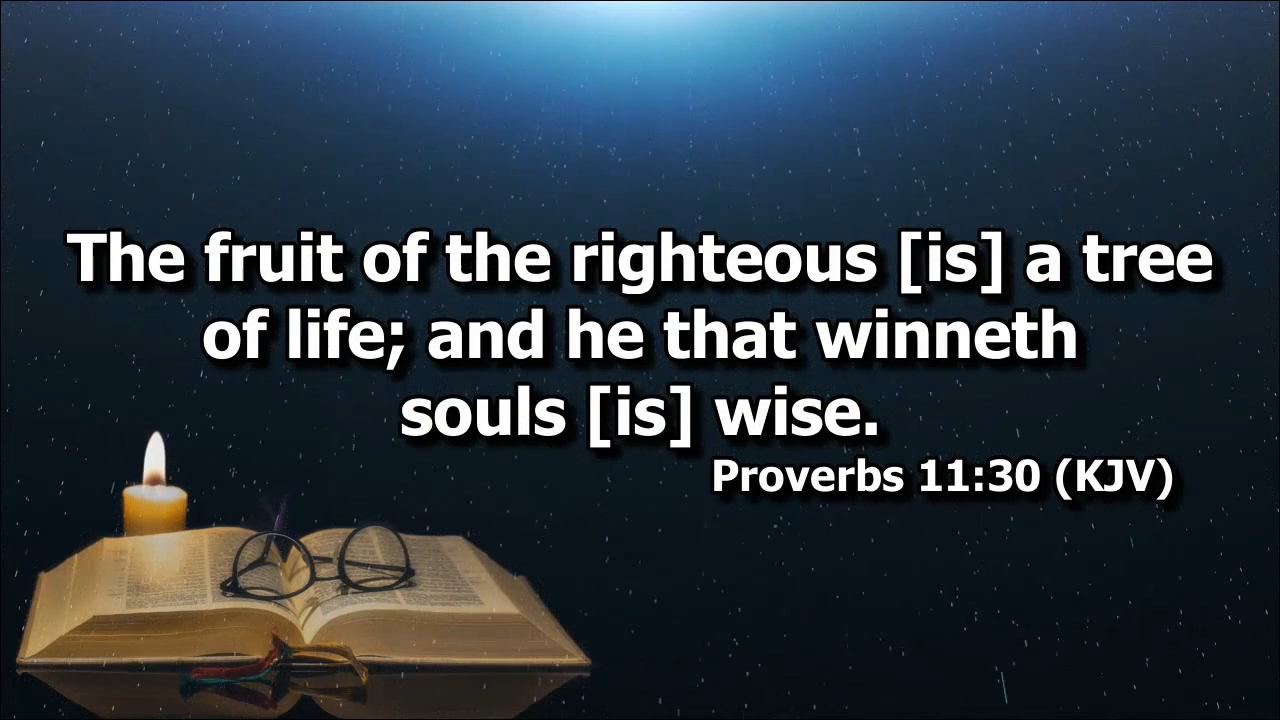 The fruit of the righteous [is] a tree
of life; and he that winneth
souls [is] wise.
Proverbs 11:30 (KJV)